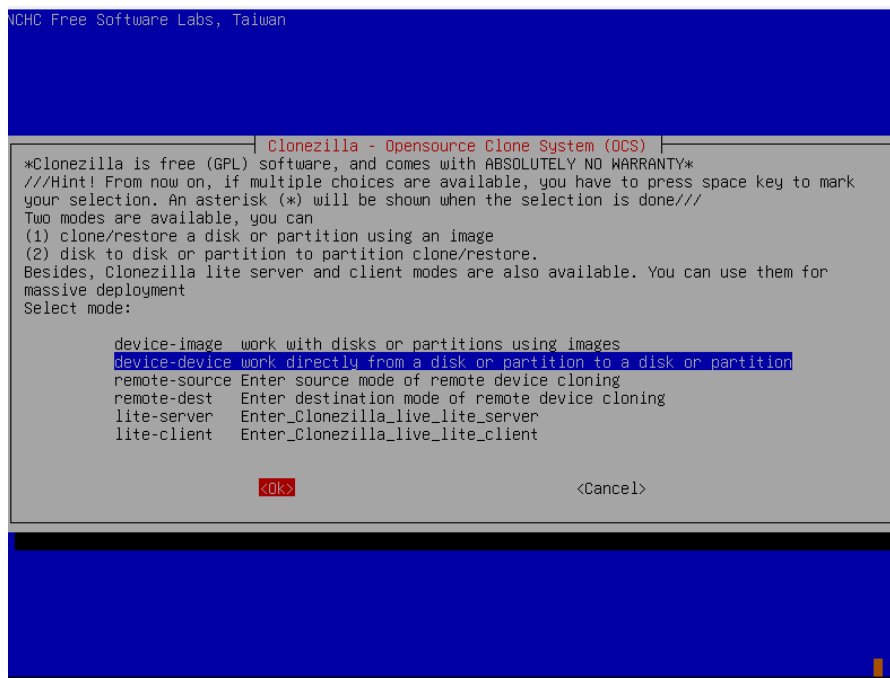 NCHC Free Software Labs, Taiwan
Clonezilla - Opensource Clone System (OCS)
*Clonezilla is free (GPL) software, and comes with ABSOLUTELY NO WARRANTY*
///Hint! From now on, if multiple choices are available, you have to press space key to mark
your selection. An asterisk (*) will be shown when the selection is done///
Two modes are available, you can
(1) clone/restore a disk or partition using an image
(2) disk to disk or partition to partition clone/restore.
Besides, Clonezilla lite server and client modes are also available. You can use them for
massive deployment
Select mode:
device-image work with disks or partitions using images
device-device work directly from a disk or partition to a disk or partition
remote-source Enter source mode of remote device cloning
remote-dest Enter destination mode of remote device cloning
lite-server Enter_Clonezilla_live_lite_server
lite-client Enter_Clonezilla_live_lite_client
<Ok> <Cancel>